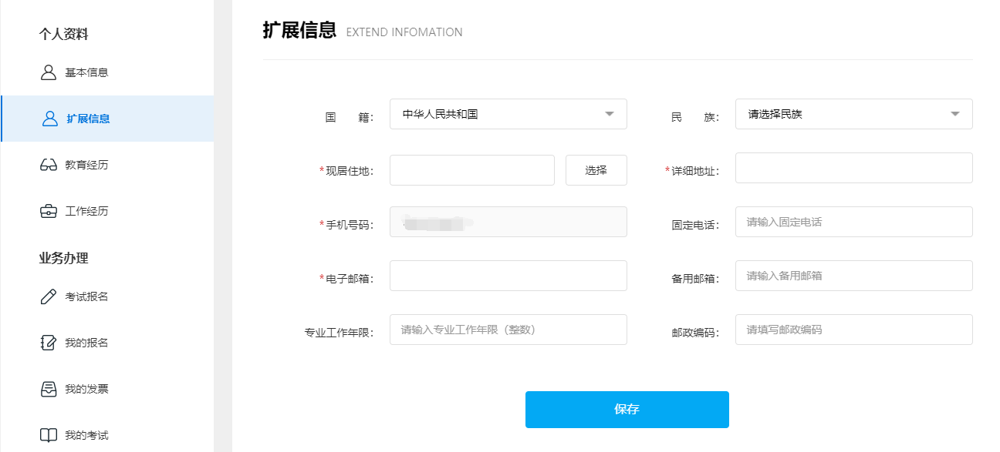 个人资料
基本信息
扩展信息
教育经历
工作经历
业务办理
考试报名
我的报名
我的发票
我的考试
扩展信息 EXTEND INFOMATION
国 籍： 中华人民共和国 民 族： 请选择民族
*现居住地： 选择 *详细地址：
*手机号码： 固定电话： 请输入固定电话
*电子邮箱： 备用邮箱： 请输入备用邮箱
专业工作年限： 请输入专业工作年限（整数） 邮政编码： 请填写邮政编码
保存